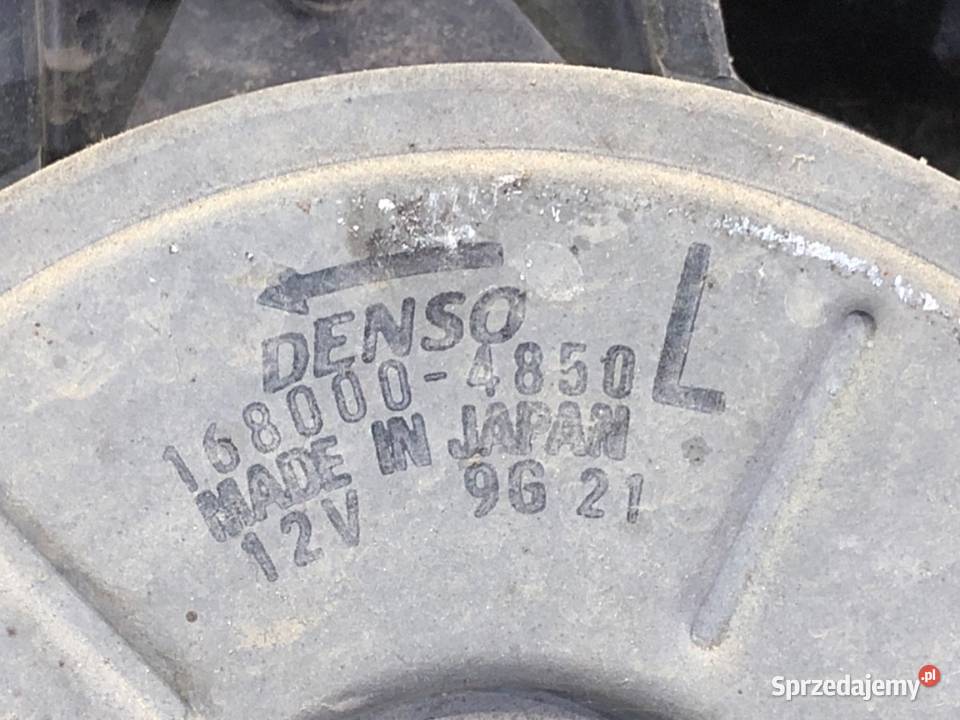 DENSO
L
168000-4850
MADE IN JAPAN
12V 9G 21
Sprzedajemy.pl